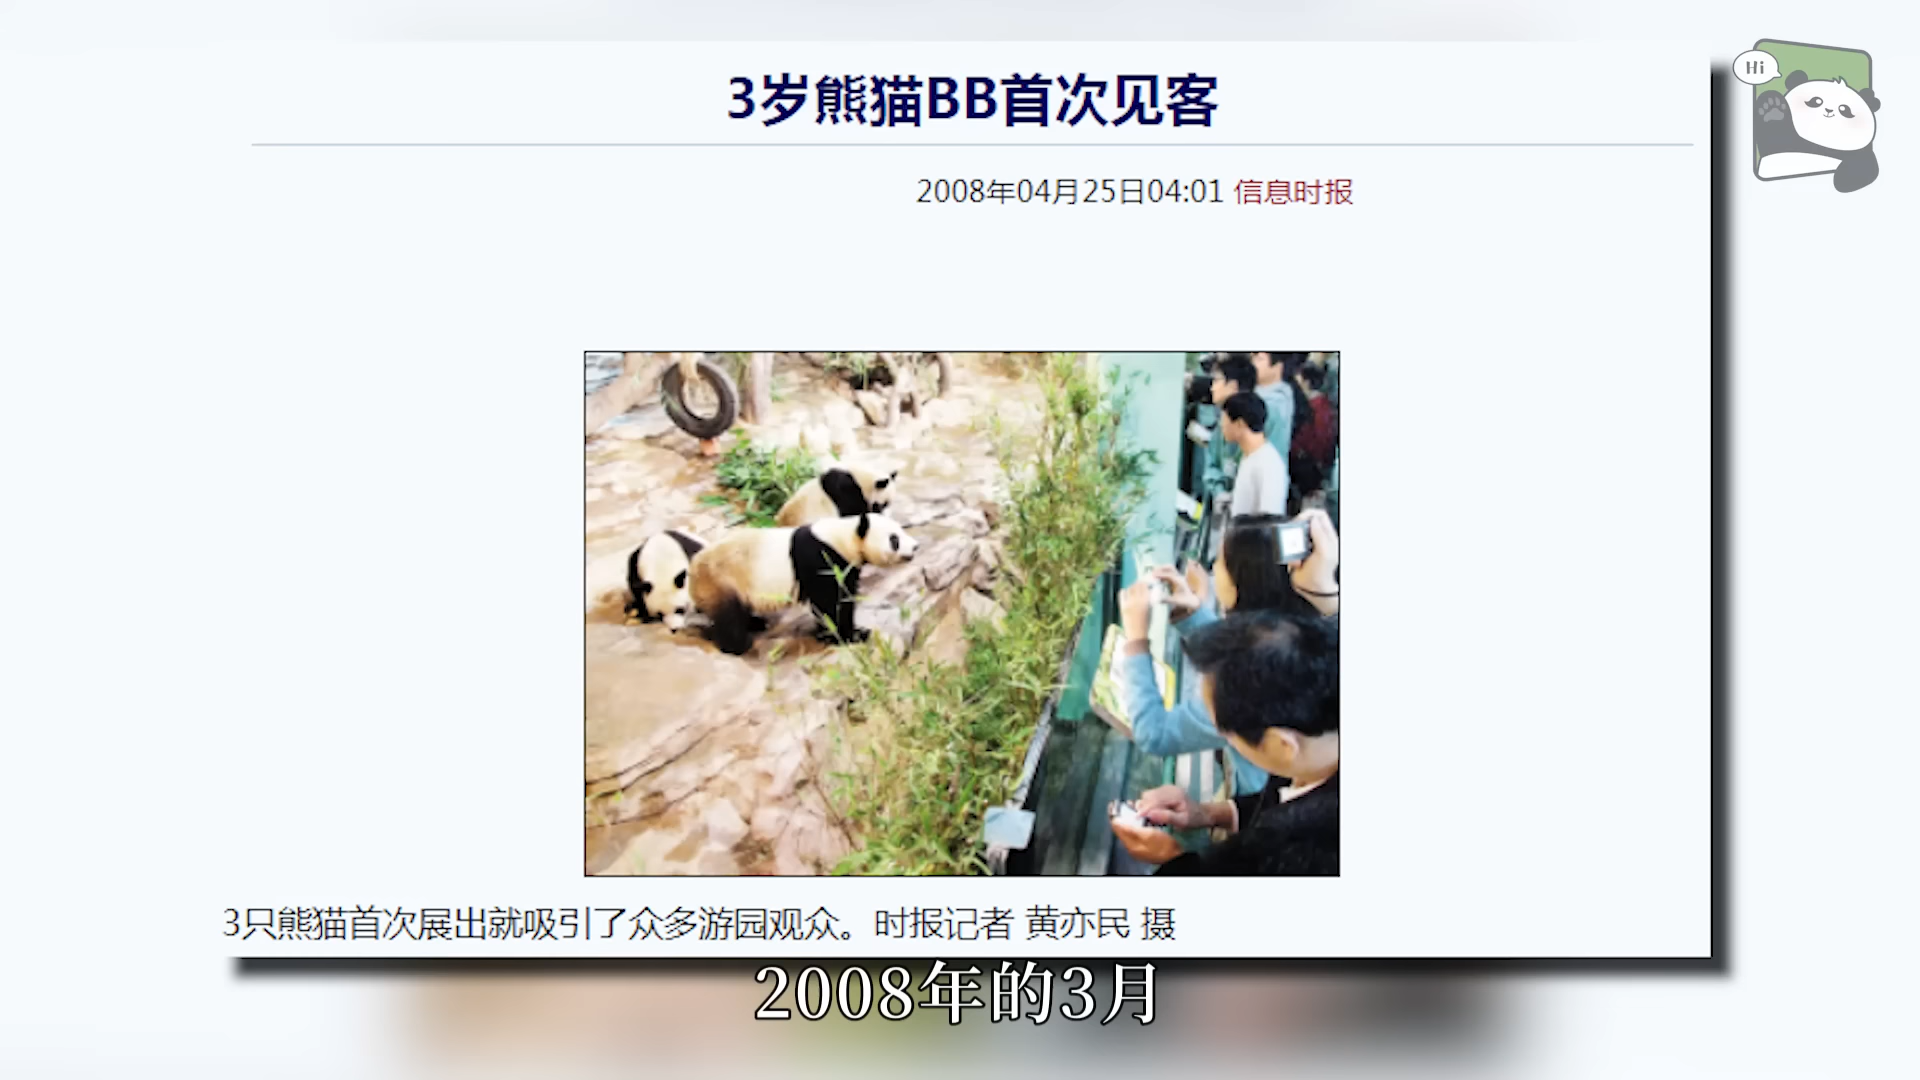 Hi
3岁熊猫BB首次见客
2008年04月25日04:01 信息时报
3只熊猫首次展出就吸引了众多游园观众。时报记者 黄亦民 摄
2008年的3月